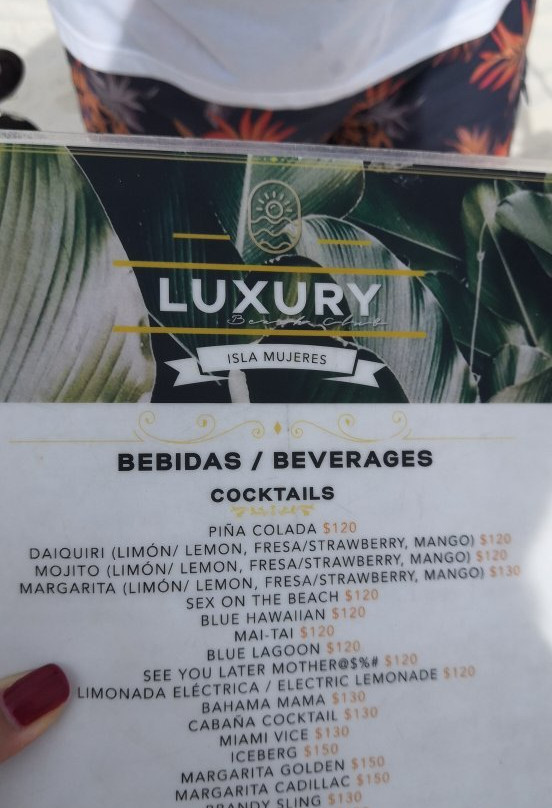 LUXURY
Beach Club
ISLA MUJERES
BEBIDAS / BEVERAGES
COCKTAILS
PIÑA COLADA $120
DAIQUIRI (LIMÓN/ LEMON, FRESA/STRAWBERRY, MANGO) $120
MOJITO (LIMÓN/ LEMON, FRESA/STRAWBERRY, MANGO) $120
MARGARITA (LIMÓN/ LEMON, FRESA/STRAWBERRY, MANGO) $130
SEX ON THE BEACH $120
BLUE HAWAIIAN $120
MAI-TAI $120
BLUE LAGOON $120
SEE YOU LATER MOTHER@$%# $120
LIMONADA ELÉCTRICA / ELECTRIC LEMONADE $120
BAHAMA MAMA $130
CABAÑA COCKTAIL $130
MIAMI VICE $130
ICEBERG $150
MARGARITA GOLDEN $150
MARGARITA CADILLAC $150
BRANDY SLING $130